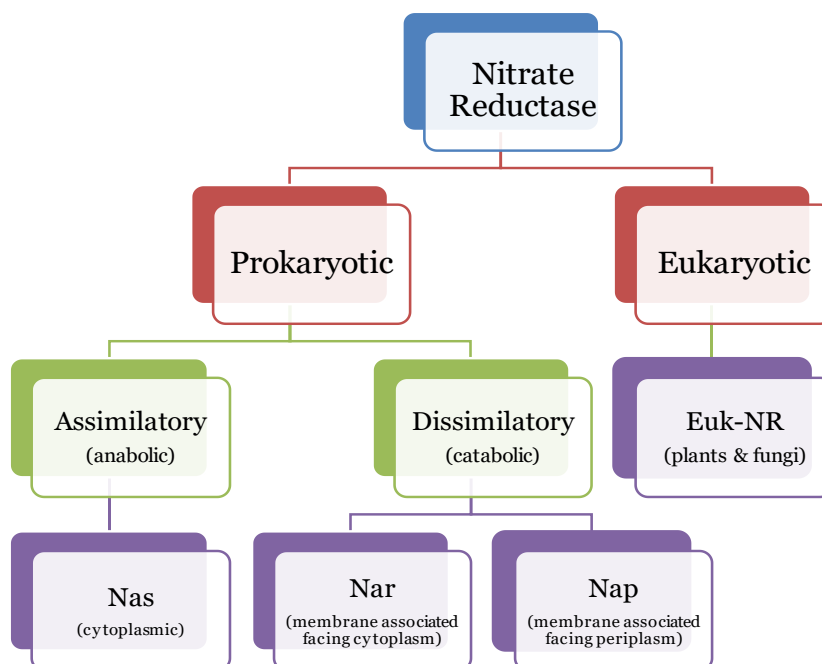 Nitrate
Reductase
Prokaryotic
Eukaryotic
Assimilatory
(anabolic)
Dissimilatory
(catabolic)
Euk-NR
(plants & fungi)
Nas
(cytoplasmic)
Nar
(membrane associated
facing cytoplasm)
Nap
(membrane associated
facing periplasm)